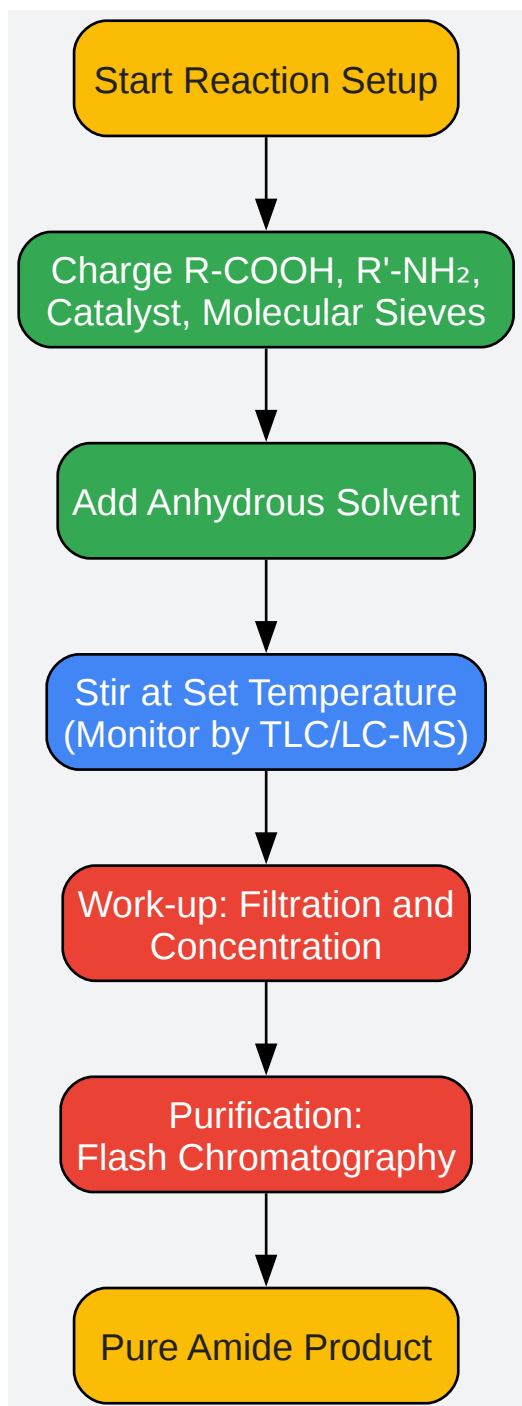 Start Reaction Setup
Charge R-COOH, R'-NH₂,
Catalyst, Molecular Sieves
Add Anhydrous Solvent
Stir at Set Temperature
(Monitor by TLC/LC-MS)
Work-up: Filtration and
Concentration
Purification:
Flash Chromatography
Pure Amide Product